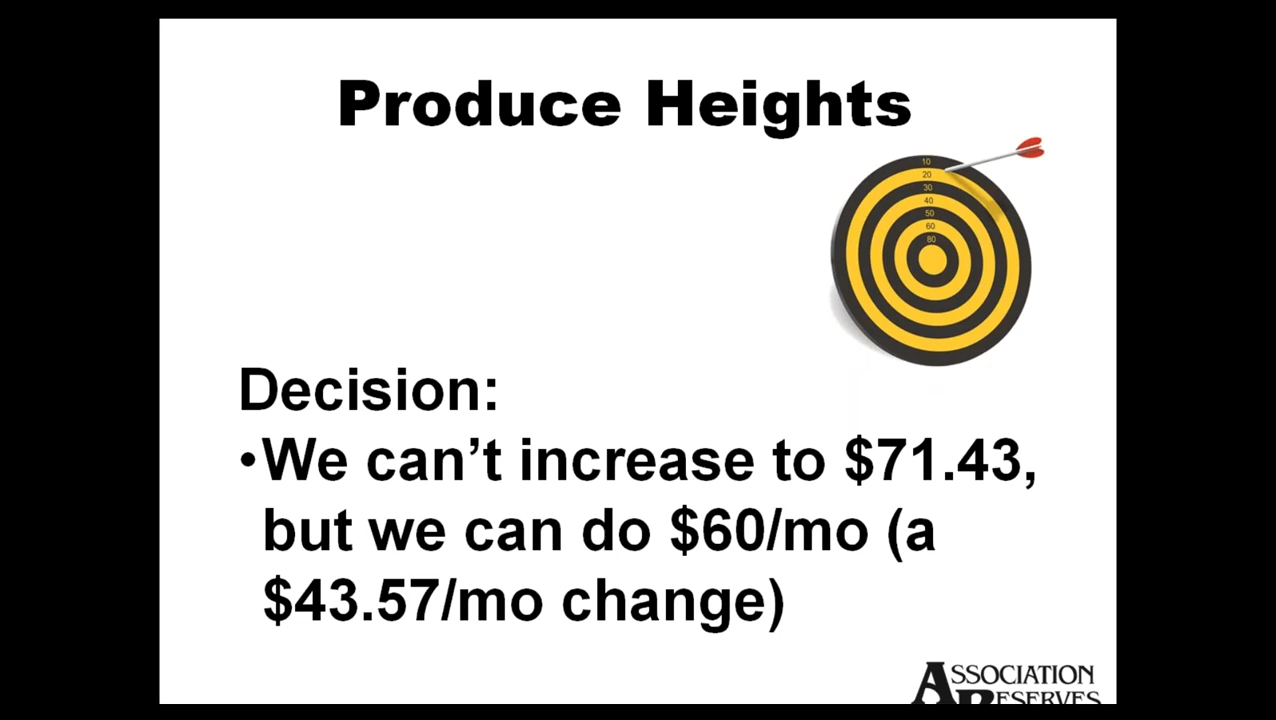 Produce Heights
10
20
30
40
50
60
80
Decision:
•We can't increase to $71.43,
but we can do $60/mo (a
$43.57/mo change)
ASSOCIATION
RESERVES